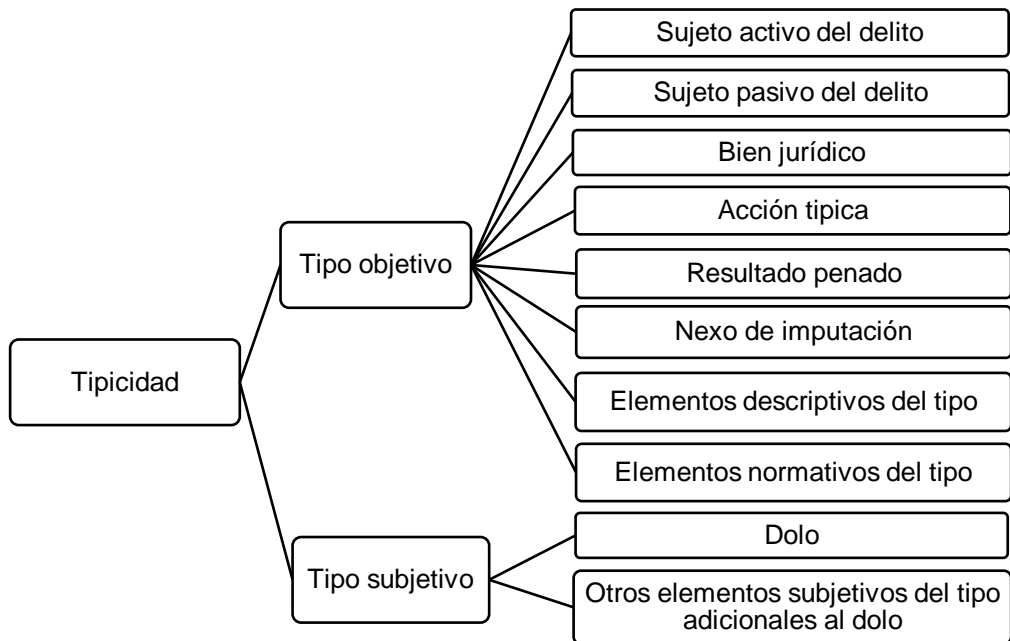 Sujeto activo del delito
Sujeto pasivo del delito
Bien jurídico
Acción tipica
Tipo objetivo
Resultado penado
Nexo de imputación
Tipicidad
Elementos descriptivos del tipo
Elementos normativos del tipo
Dolo
Tipo subjetivo
Otros elementos subjetivos del tipo
adicionales al dolo